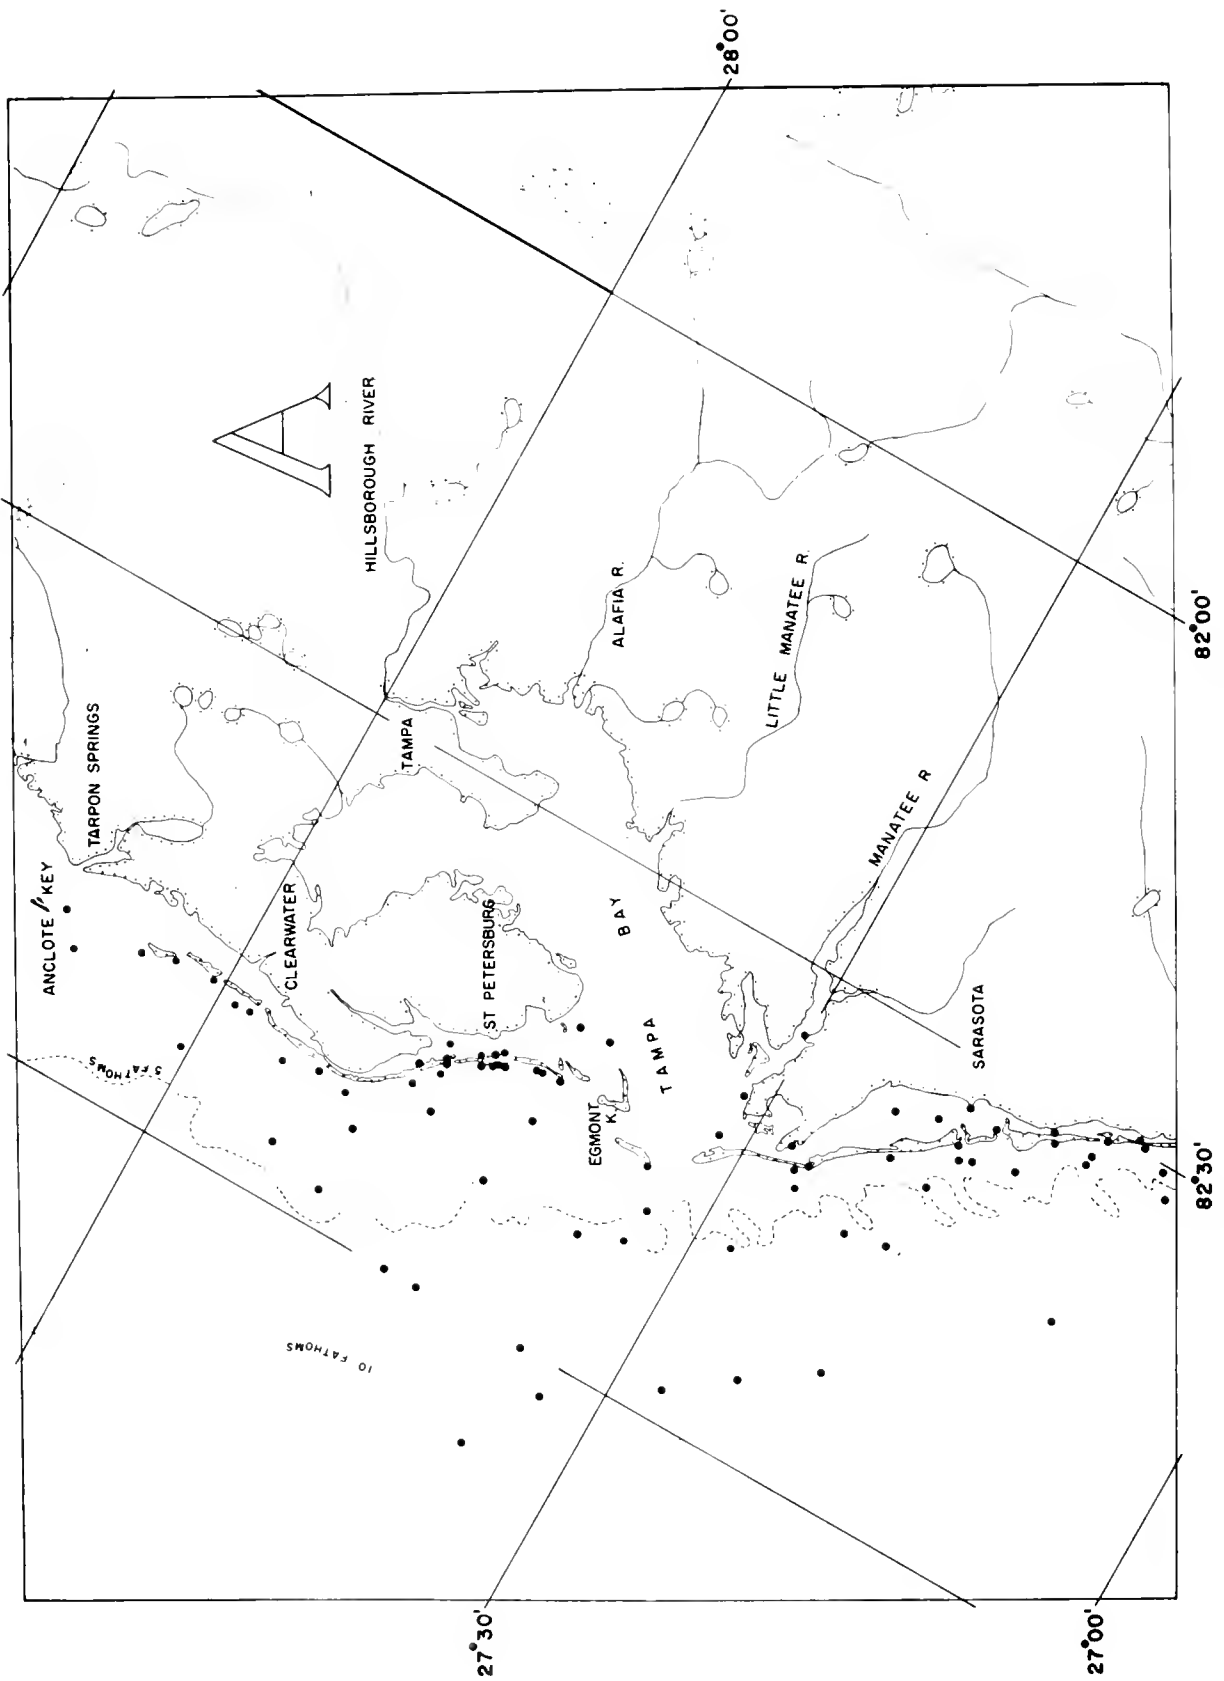 28°00'
A
HILLSBOROUGH RIVER
TARPON SPRINGS
ANCLOTE KEY
TAMPA
CLEARWATER
ST PETERSBURG
ALAFIA R.
LITTLE MANATEE R.
MANATEE R
TAMPA BAY
SARASOTA
EGMONT
K.
5 FATHOMS
10 FATHOMS
82°00'
82°30'
27°30'
27°00'